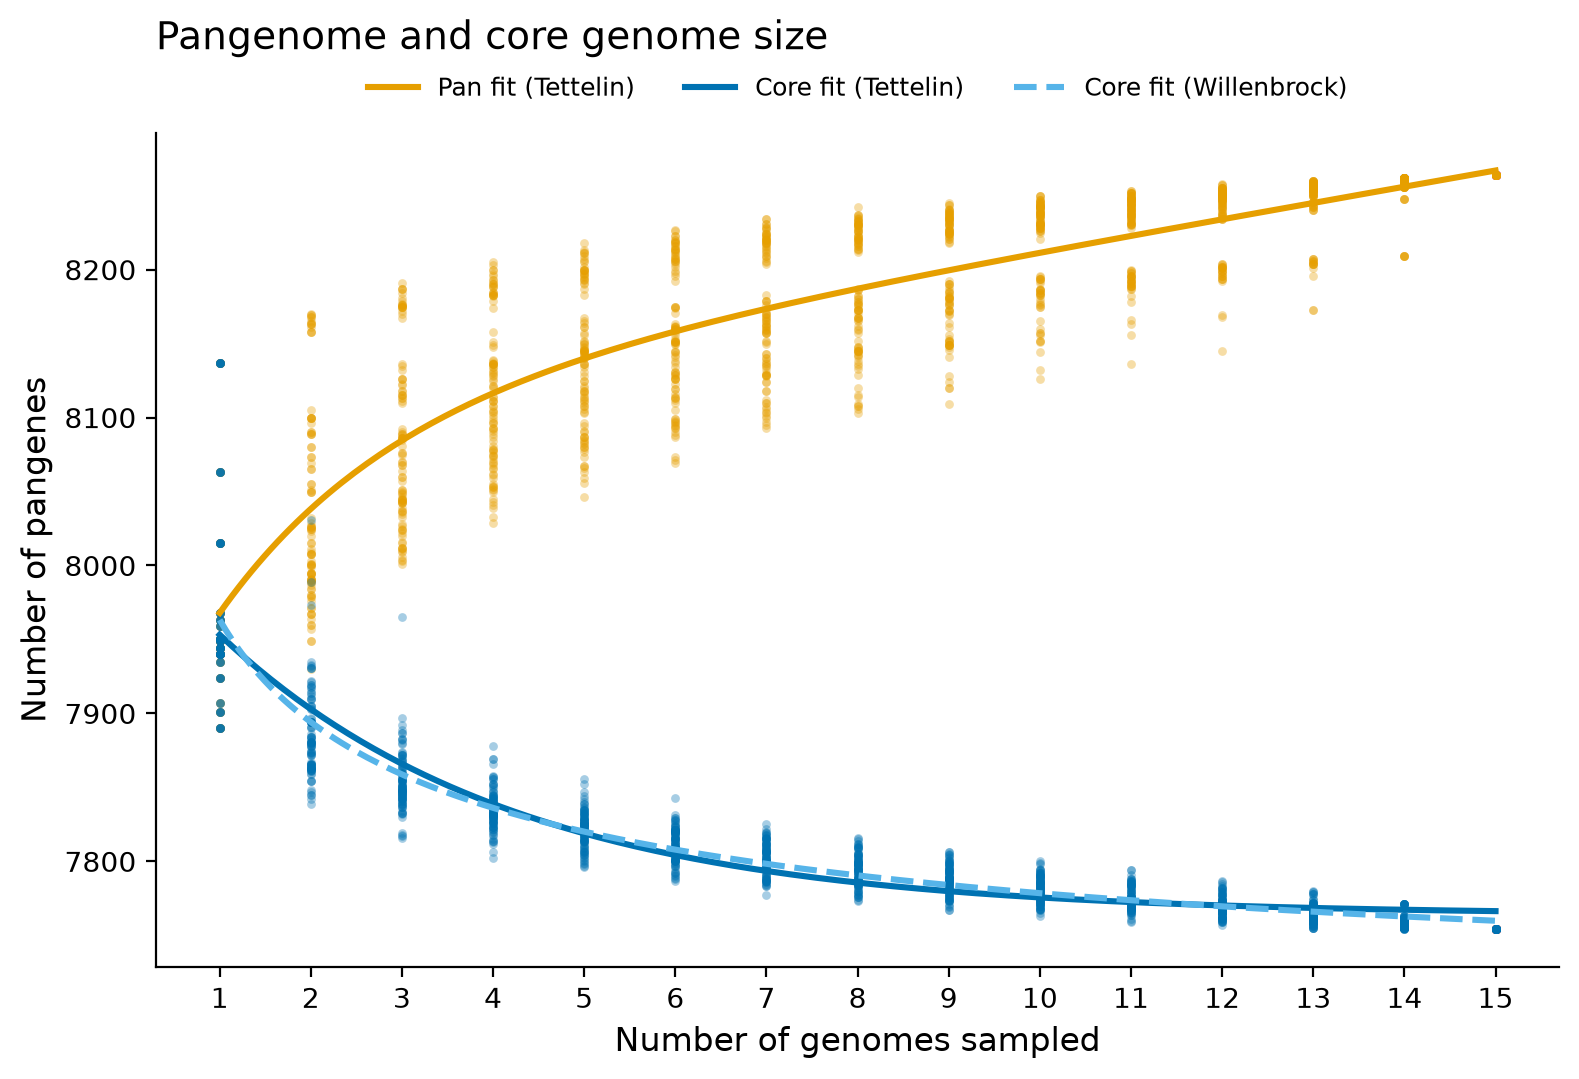 Pangenome and core genome size
Pan fit (Tettelin)
Core fit (Tettelin)
Core fit (Willenbrock)
Number of pangenes
8200
8100
8000
7900
7800
1 2 3 4 5 6 7 8 9 10 11 12 13 14 15
Number of genomes sampled